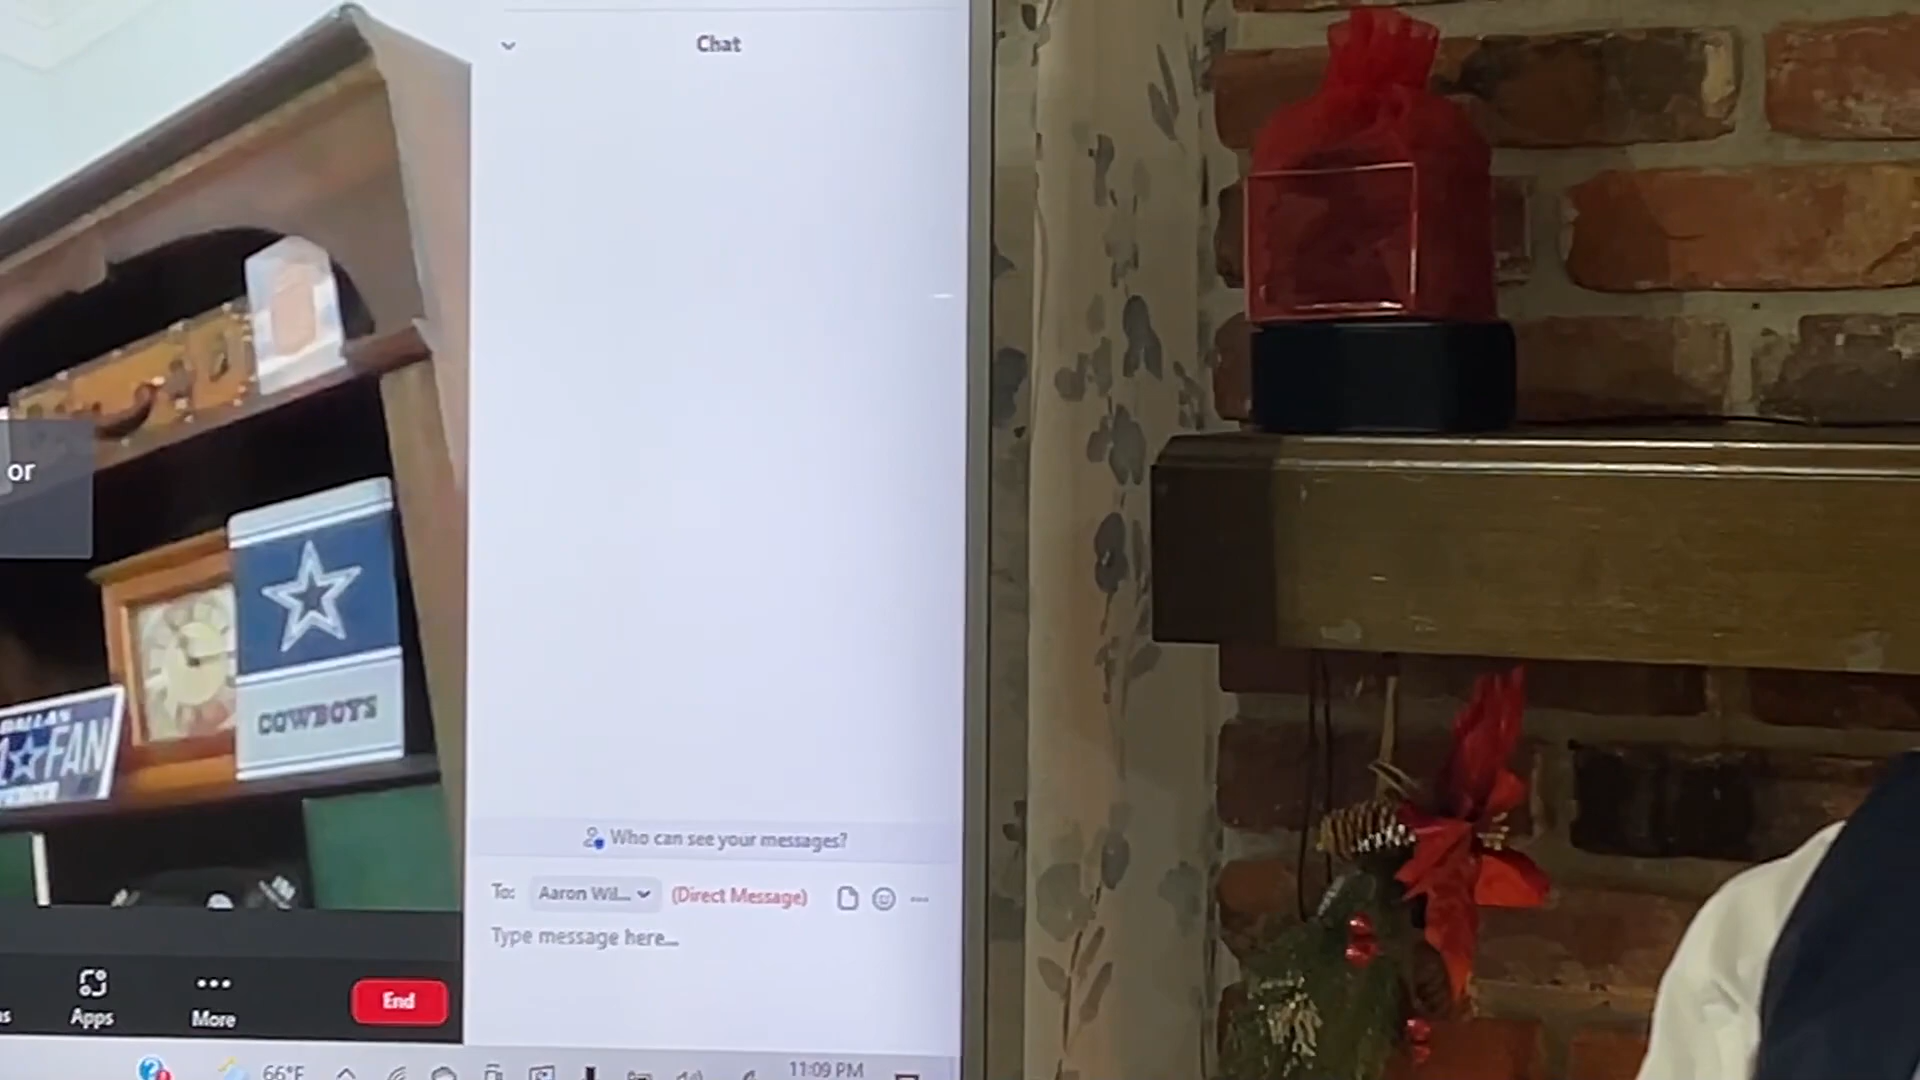 Chat
or
DALLAS
FAN
COWBOYS
Who can see your messages?
To: Aaron Wil... (Direct Message)
Type message here...
Apps
More
End
66°F
11:09 PM